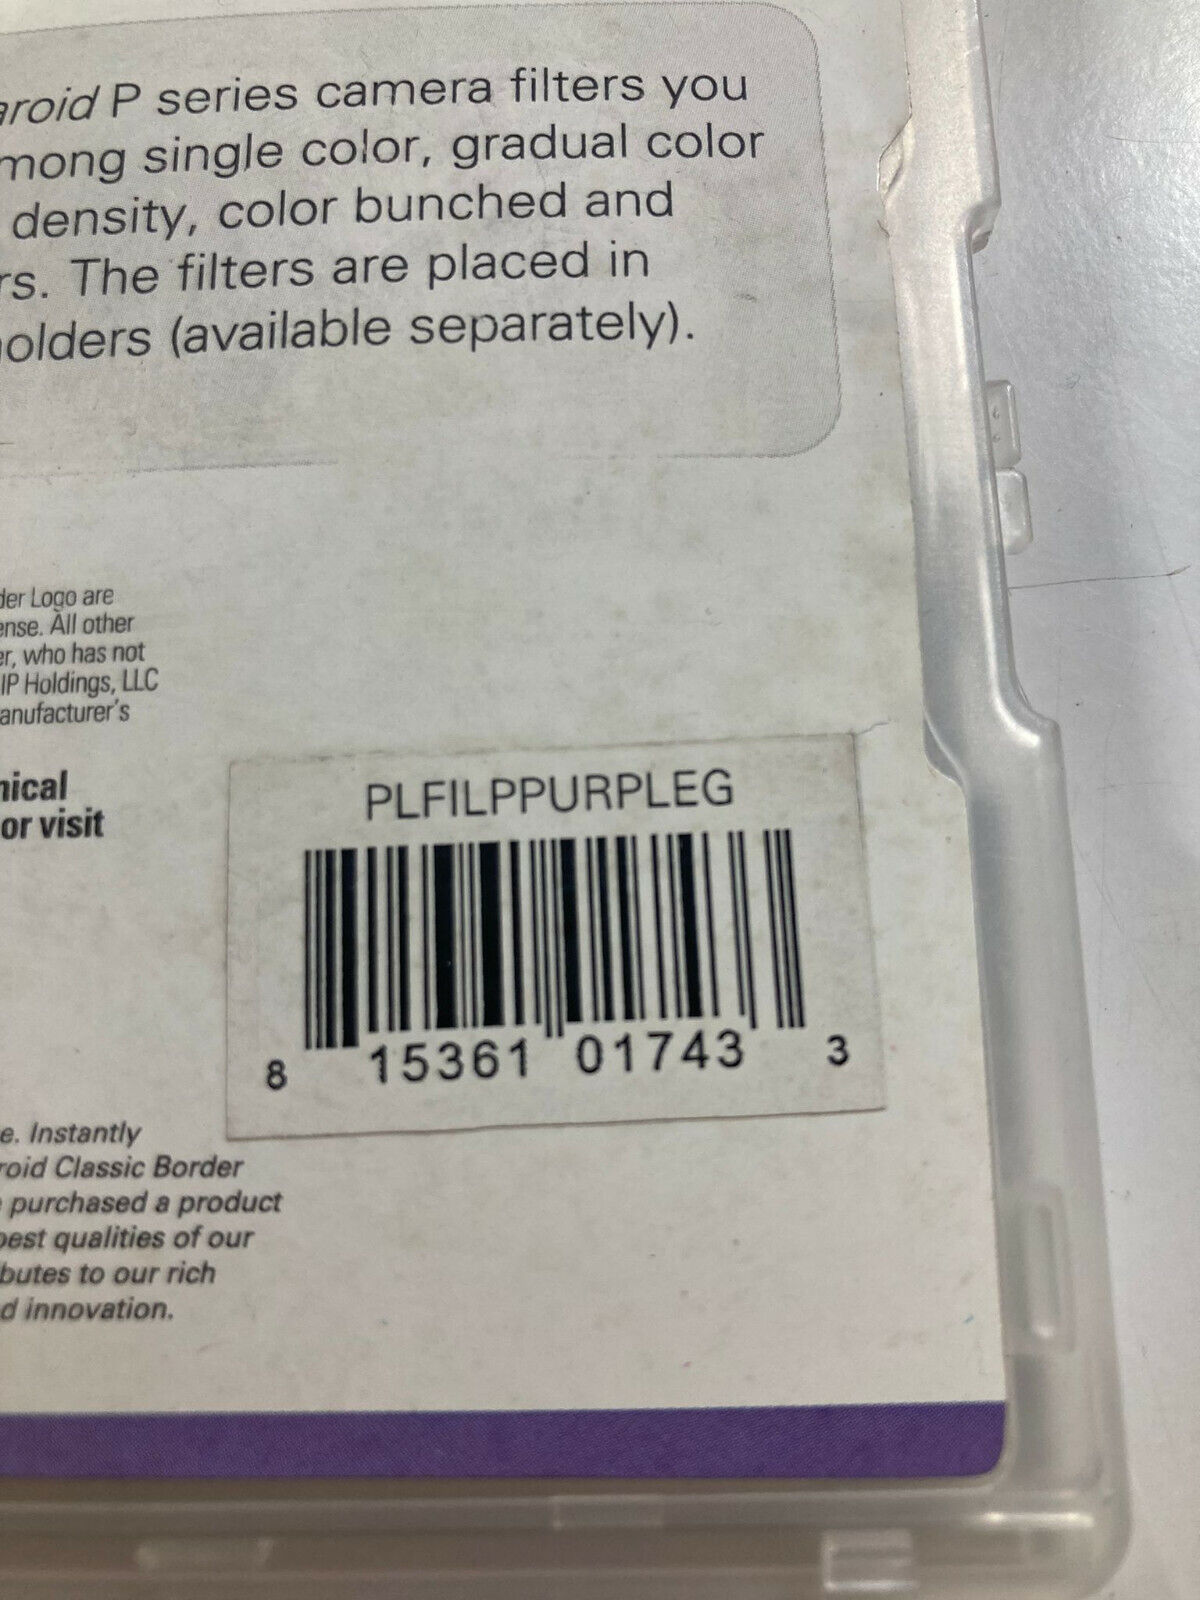 aroid P series camera filters you
mong single color, gradual color
density, color bunched and
rs. The filters are placed in
holders (available separately).
der Logo are
ense. All other
er, who has not
IP Holdings, LLC
anufacturer's
nical
or visit
PLFILPPURPLEG
8 15361 01743 3
e. Instantly
roid Classic Border
e purchased a product
best qualities of our
butes to our rich
d innovation.